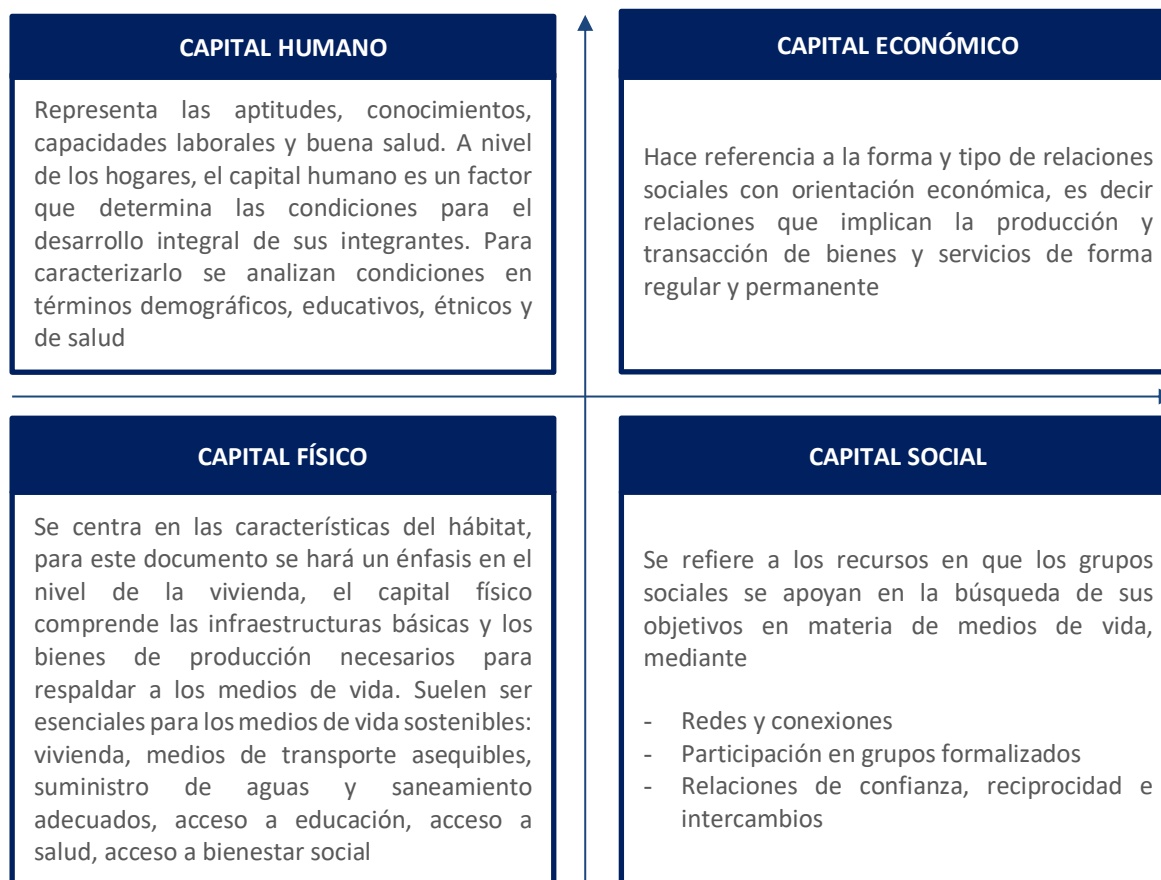 CAPITAL HUMANO
Representa las aptitudes, conocimientos,
capacidades laborales y buena salud. A nivel
de los hogares, el capital humano es un factor
que determina las condiciones para el
desarrollo integral de sus integrantes. Para
caracterizarlo se analizan condiciones en
términos demográficos, educativos, étnicos y
de salud
CAPITAL ECONÓMICO
Hace referencia a la forma y tipo de relaciones
sociales con orientación económica, es decir
relaciones que implican la producción y
transacción de bienes y servicios de forma
regular y permanente
CAPITAL FÍSICO
Se centra en las características del hábitat,
para este documento se hará un énfasis en el
nivel de la vivienda, el capital físico
comprende las infraestructuras básicas y los
bienes de producción necesarios para
respaldar a los medios de vida. Suelen ser
esenciales para los medios de vida sostenibles:
vivienda, medios de transporte asequibles,
suministro de aguas y saneamiento
adecuados, acceso a educación, acceso a
salud, acceso a bienestar social
CAPITAL SOCIAL
Se refiere a los recursos en que los grupos
sociales se apoyan en la búsqueda de sus
objetivos en materia de medios de vida,
mediante
- Redes y conexiones
- Participación en grupos formalizados
- Relaciones de confianza, reciprocidad e
intercambios